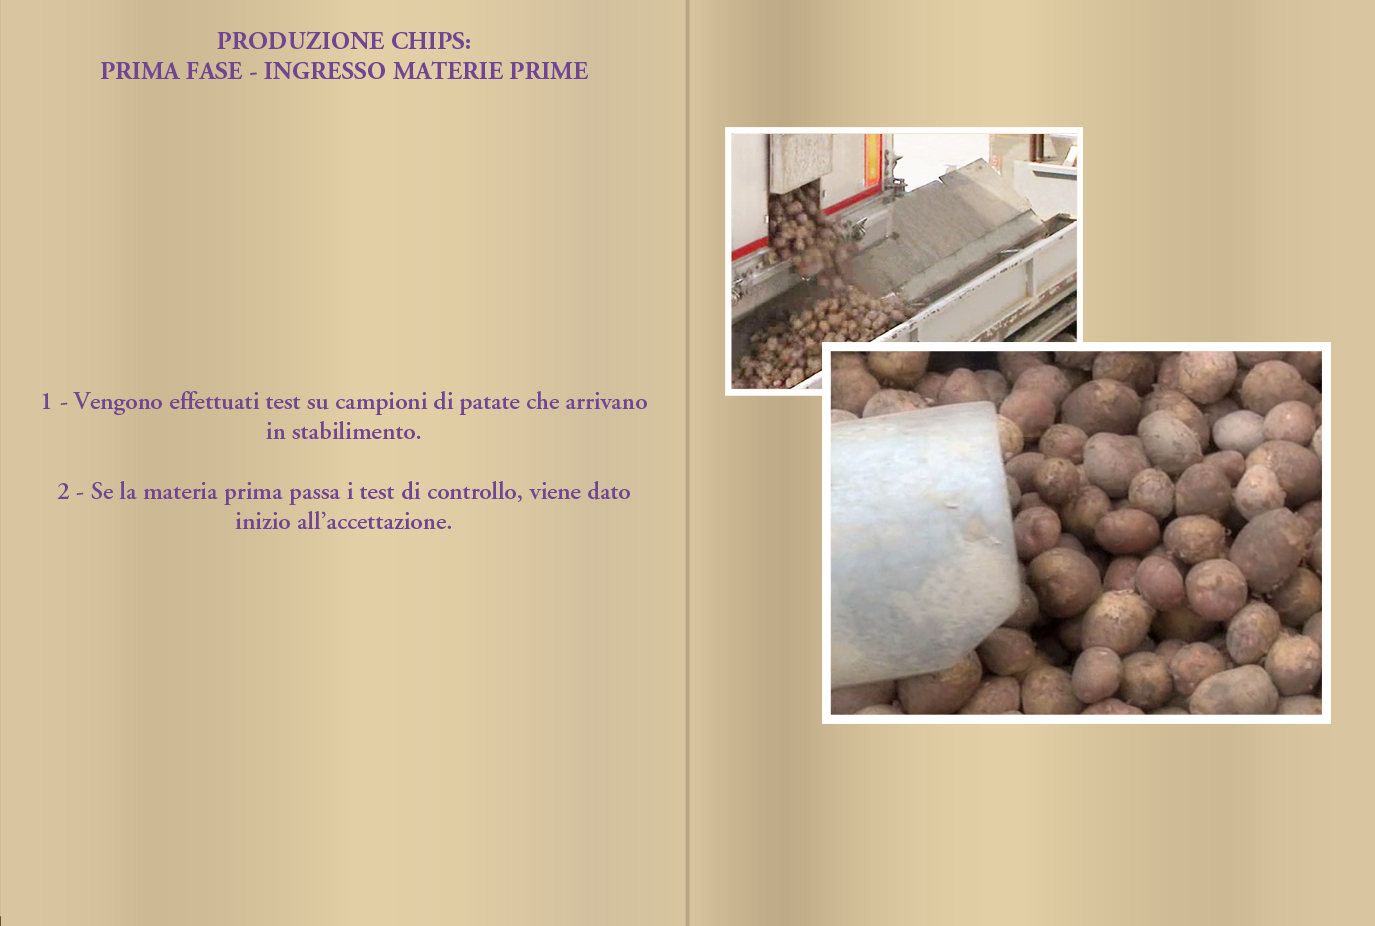 PRODUZIONE CHIPS:
PRIMA FASE - INGRESSO MATERIE PRIME
1 - Vengono effettuati test su campioni di patate che arrivano
in stabilimento.
2 - Se la materia prima passa i test di controllo, viene dato
inizio all’accettazione.